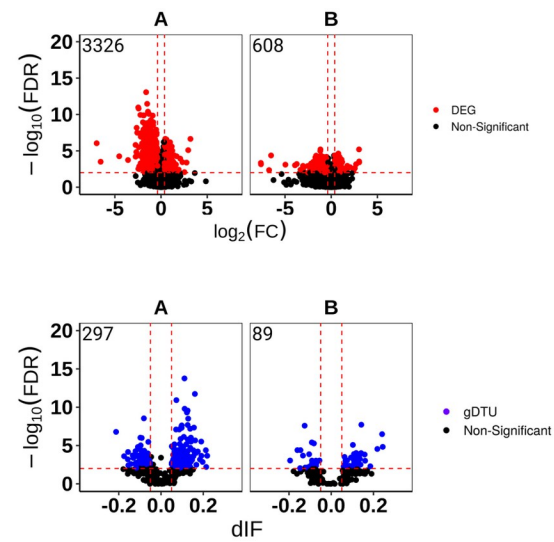 A B
3326 608
20
15
10
5
0
− log10(FDR)
-5 0 5 -5 0 5
log2(FC)
DEG
Non-Significant
A B
297 89
20
15
10
5
0
− log10(FDR)
-0.2 0.0 0.2 -0.2 0.0 0.2
dIF
gDTU
Non-Significant